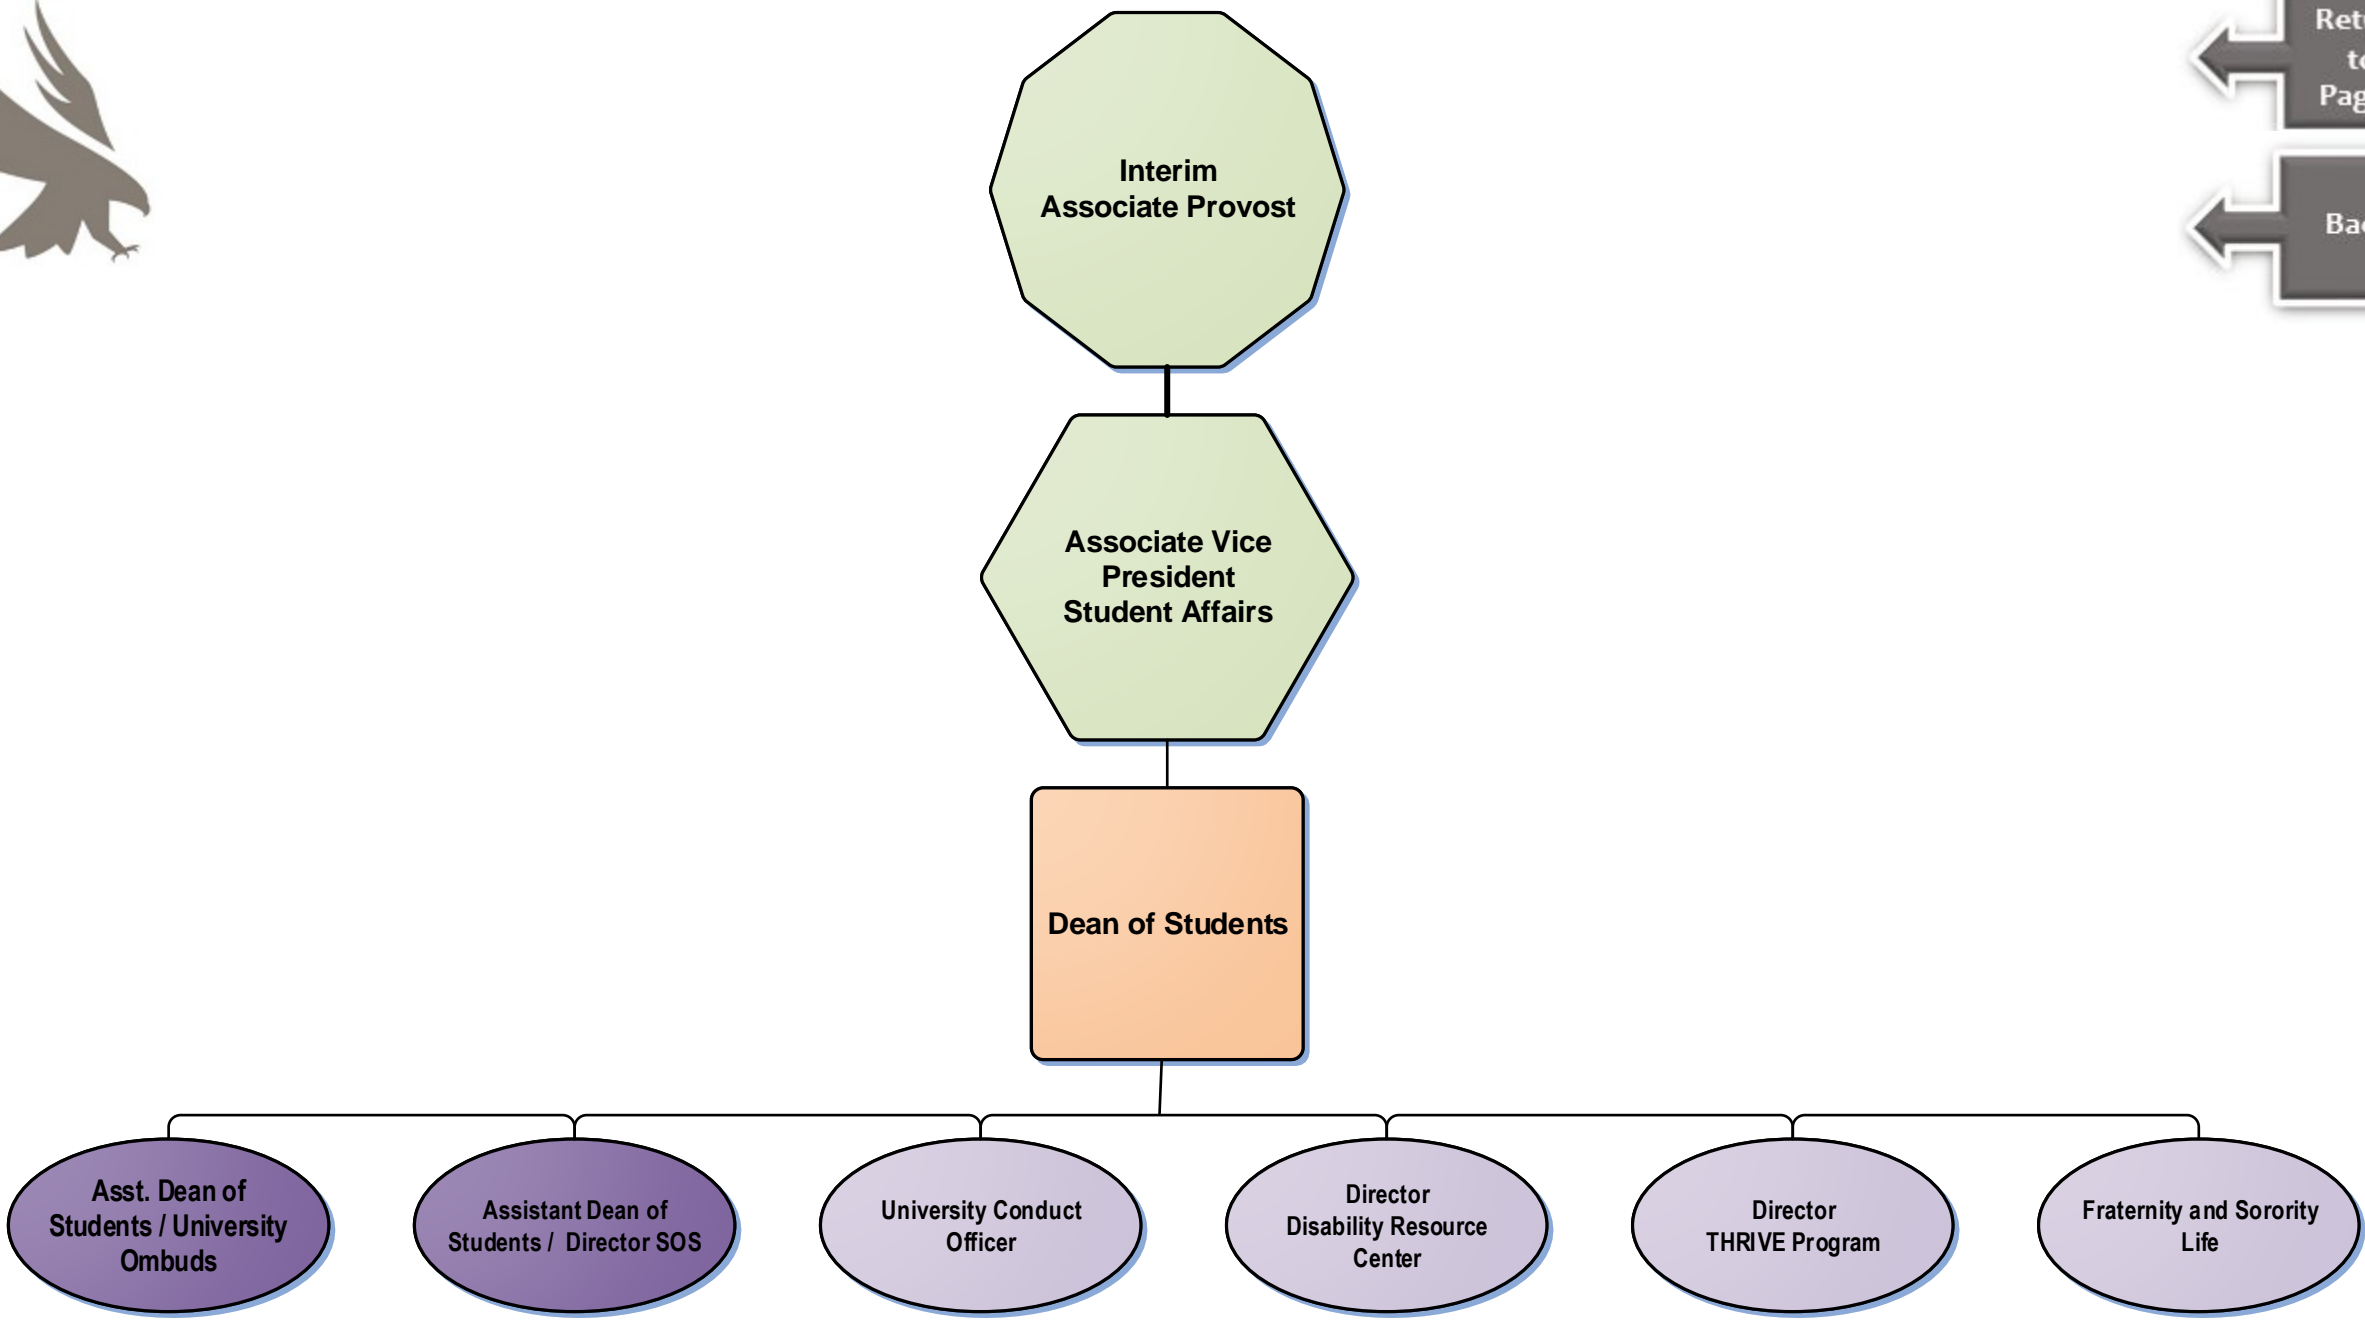 Interim
Associate Provost
Associate Vice
President
Student Affairs
Dean of Students
Asst. Dean of
Students / University
Ombuds
Assistant Dean of
Students / Director SOS
University Conduct
Officer
Director
Disability Resource
Center
Director
THRIVE Program
Fraternity and Sorority
Life